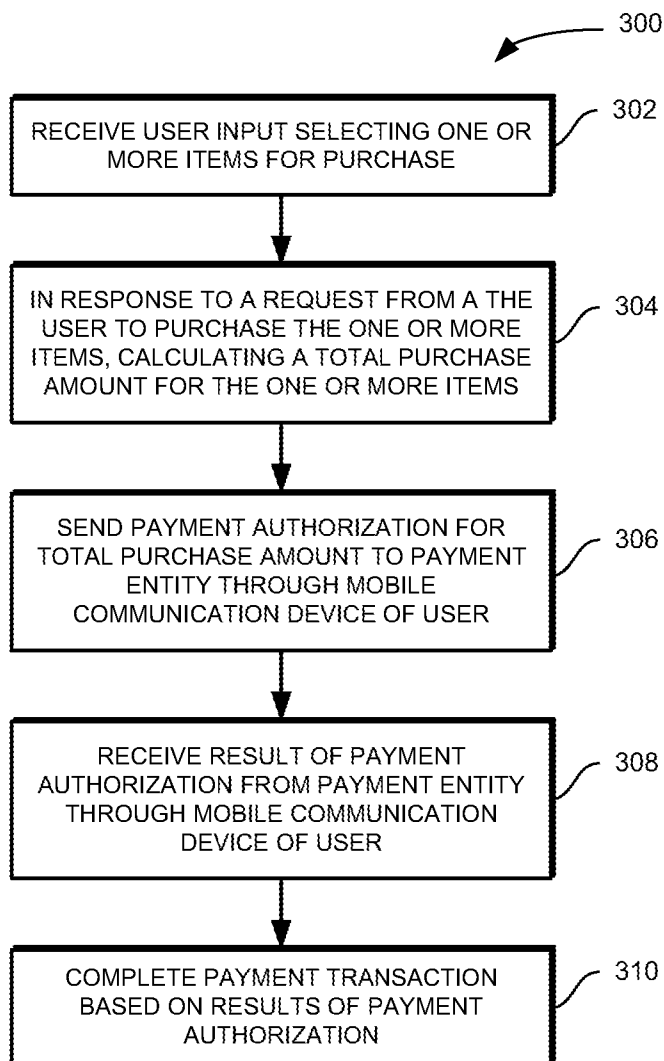 300
302
RECEIVE USER INPUT SELECTING ONE OR
MORE ITEMS FOR PURCHASE
304
IN RESPONSE TO A REQUEST FROM A THE
USER TO PURCHASE THE ONE OR MORE
ITEMS, CALCULATING A TOTAL PURCHASE
AMOUNT FOR THE ONE OR MORE ITEMS
306
SEND PAYMENT AUTHORIZATION FOR
TOTAL PURCHASE AMOUNT TO PAYMENT
ENTITY THROUGH MOBILE
COMMUNICATION DEVICE OF USER
308
RECEIVE RESULT OF PAYMENT
AUTHORIZATION FROM PAYMENT ENTITY
THROUGH MOBILE COMMUNICATION
DEVICE OF USER
310
COMPLETE PAYMENT TRANSACTION
BASED ON RESULTS OF PAYMENT
AUTHORIZATION